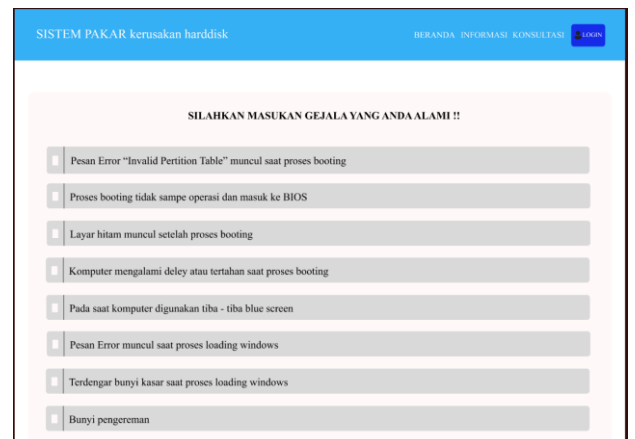 SISTEM PAKAR kerusakan harddisk
BERANDA INFORMASI KONSULTASI LOGIN
SILAHKAN MASUKAN GEJALA YANG ANDA ALAMI !!
Pesan Error “Invalid Pertition Table” muncul saat proses booting
Proses booting tidak sampe operasi dan masuk ke BIOS
Layar hitam muncul setelah proses booting
Komputer mengalami deley atau tertahan saat proses booting
Pada saat komputer digunakan tiba - tiba blue screen
Pesan Error muncul saat proses loading windows
Terdengar bunyi kasar saat proses loading windows
Bunyi pengereman